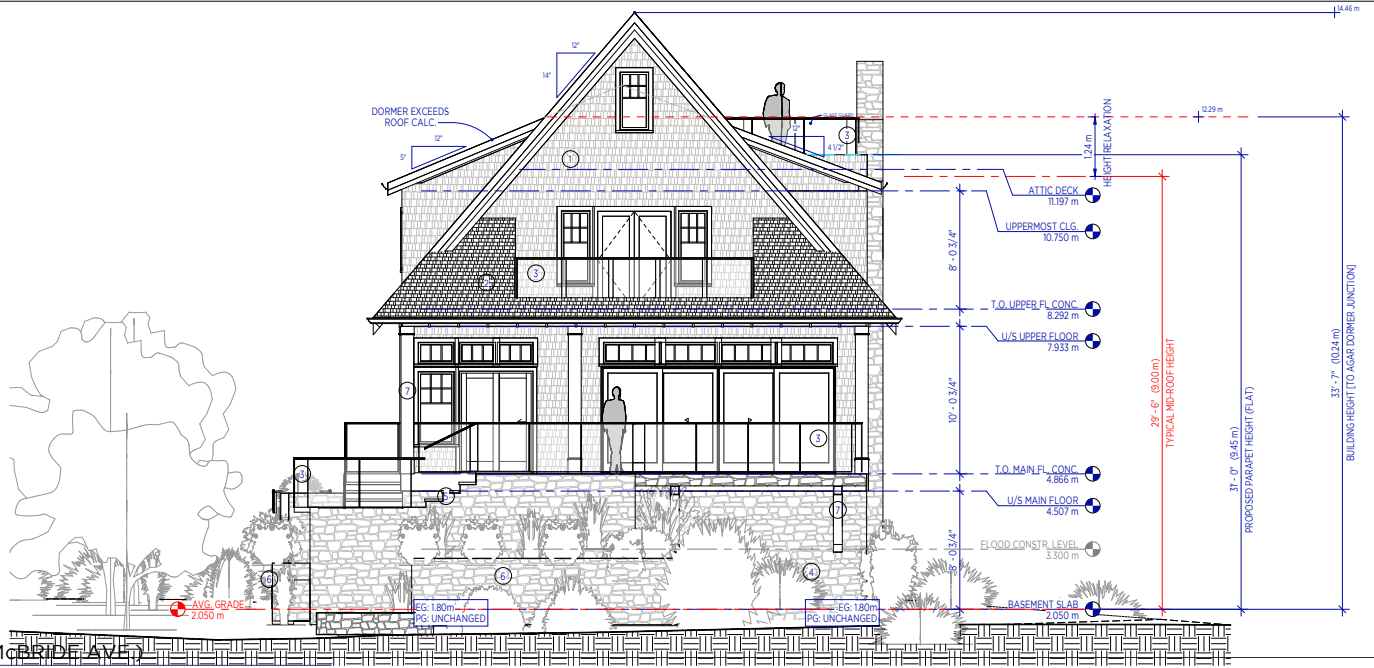 14.46 m
12"
14"
DORMER EXCEEDS
ROOF CALC.
12"
5"
GLASS GUARD
12"
4 1/2"
3
12.29 m
1.24 m
HEIGHT RELAXATION
1
ATTIC DECK
11.197 m
UPPERMOST CLG.
10.750 m
8' - 0 3/4"
3
2
T.O. UPPER FL CONC.
8.292 m
U/S UPPER FLOOR
7.933 m
10' - 0 3/4"
7
3
29' - 6" (9.00 m)
TYPICAL MID-ROOF HEIGHT
31' - 0" (9.45 m)
PROPOSED PARAPET HEIGHT (FLAT)
33' - 7" (10.24 m)
BUILDING HEIGHT [TO AGAR DORMER JUNCTION]
3
5
T.O. MAIN FL. CONC.
4.866 m
U/S MAIN FLOOR
4.507 m
7
FLOOD CONSTR. LEVEL
3.300 m
8' - 0 3/4"
6
6
4
AVG. GRADE
2.050 m
EG: 1.80m
PG: UNCHANGED
EG: 1.80m
PG: UNCHANGED
BASEMENT SLAB
2.050 m
McBRIDE AVE.)